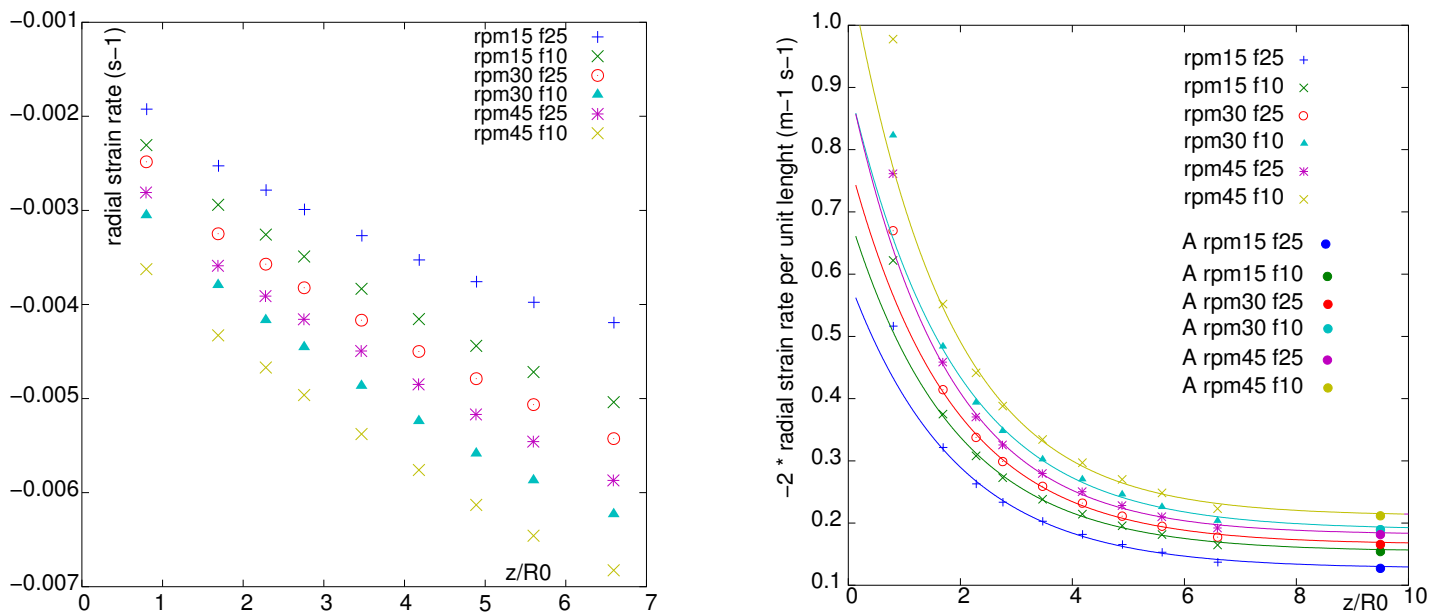 −0.001
−0.002
−0.003
−0.004
−0.005
−0.006
−0.007
radial strain rate (s−1)
rpm15 f25
rpm15 f10
rpm30 f25
rpm30 f10
rpm45 f25
rpm45 f10
z/R0
0 1 2 3 4 5 6 7
1.0
0.9
0.8
0.7
0.6
0.5
0.4
0.3
0.2
0.1
−2 * radial strain rate per unit lenght (m−1 s−1)
rpm15 f25
rpm15 f10
rpm30 f25
rpm30 f10
rpm45 f25
rpm45 f10
A rpm15 f25
A rpm15 f10
A rpm30 f25
A rpm30 f10
A rpm45 f25
A rpm45 f10
0 2 4 6 8 z/R0 10